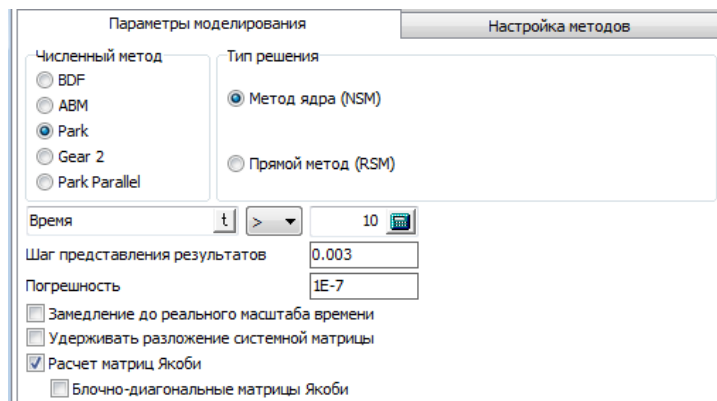 Параметры моделирования
Настройка методов
Численный метод
Тип решения
BDF
ABM
Park
Gear 2
Park Parallel
Метод ядра (NSM)
Прямой метод (RSM)
Время t > 10
Шаг представления результатов 0.003
Погрешность 1E-7
Замедление до реального масштаба времени
Удерживать разложение системной матрицы
Расчет матриц Якоби
Блочно-диагональные матрицы Якоби